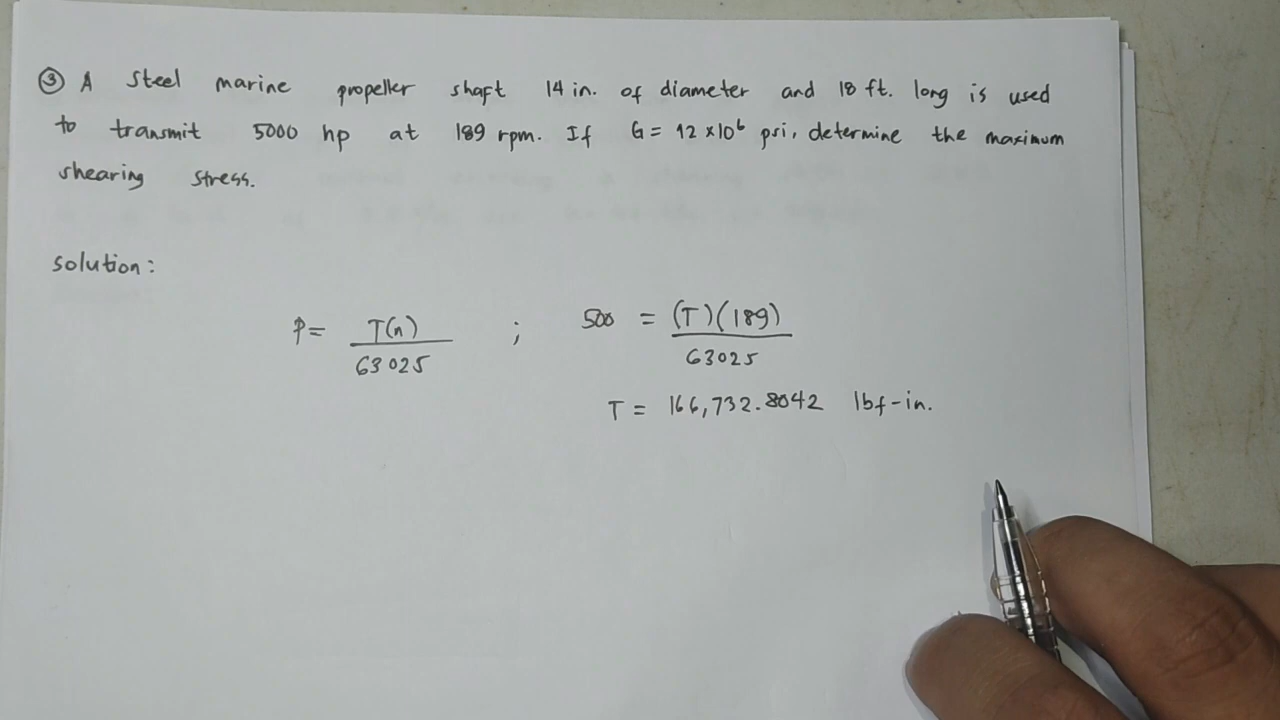 ③ A steel marine propeller shaft 14 in. of diameter and 18 ft. long is used
to transmit 5000 hp at 189 rpm. If G = 12 × 10⁶ psi, determine the maximum
shearing stress.
solution:
P = T(n) / 63025 ; 500 = (T)(189) / 63025
T = 166,732.8042 lbf-in.